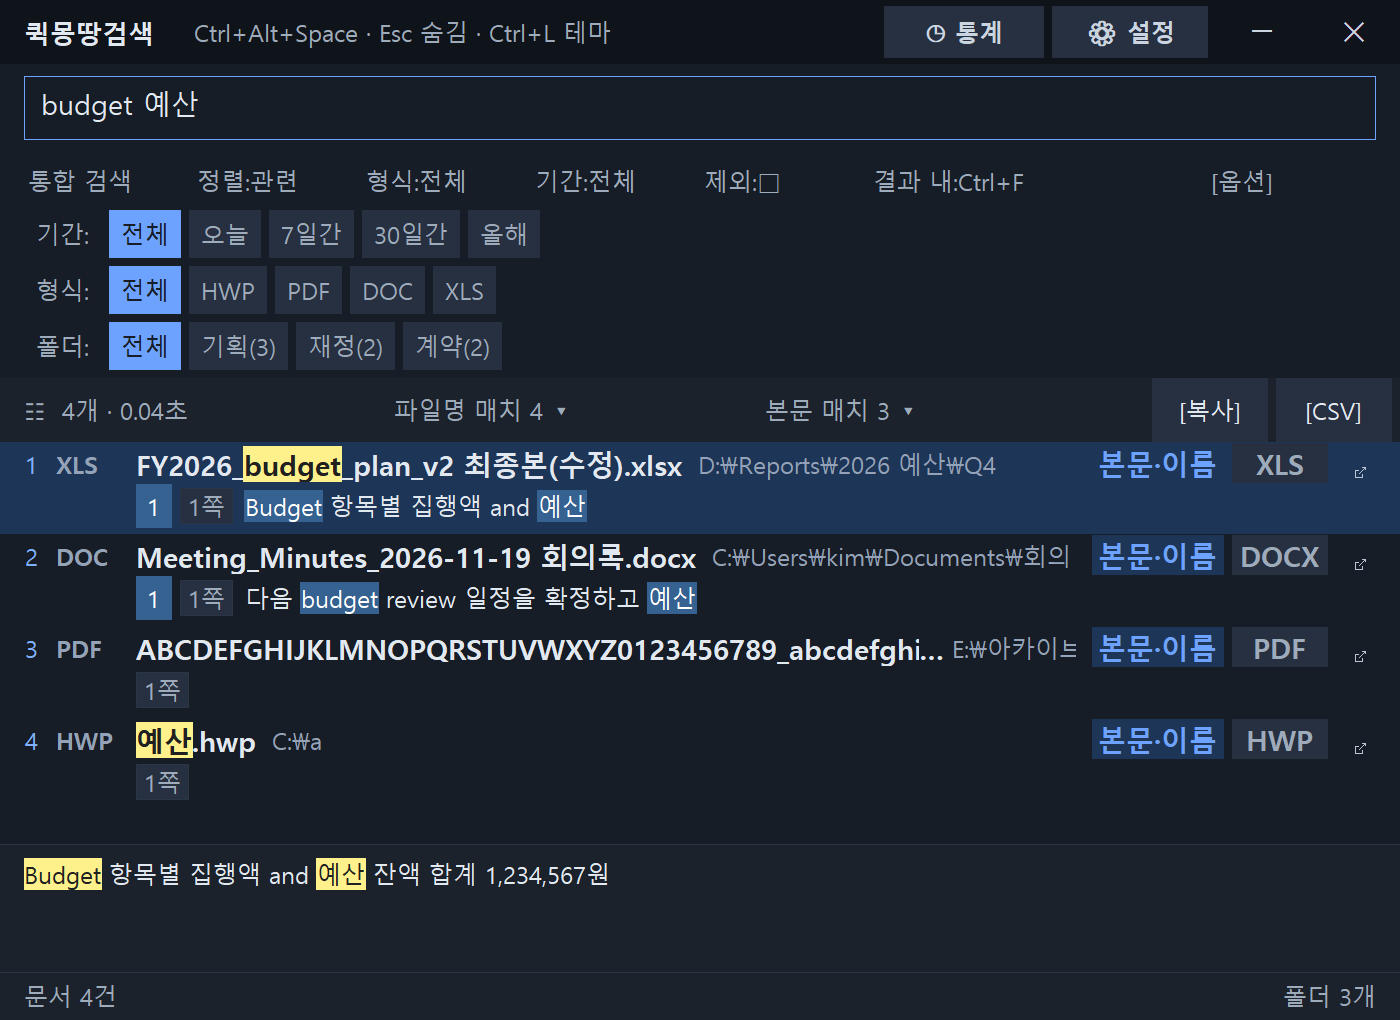 퀵몽땅검색 Ctrl+Alt+Space · Esc 숨김 · Ctrl+L 테마 ◷ 통계 설정
budget 예산
통합 검색 정렬:관련 형식:전체 기간:전체 제외:□ 결과 내:Ctrl+F [옵션]
기간: 전체 오늘 7일간 30일간 올해
형식: 전체 HWP PDF DOC XLS
폴더: 전체 기획(3) 재정(2) 계약(2)
☷ 4개 · 0.04초 파일명 매치 4 ▾ 본문 매치 3 ▾ [복사] [CSV]
1 XLS FY2026_budget_plan_v2 최종본(수정).xlsx D:₩Reports₩2026 예산₩Q4 본문·이름 XLS
1 1쪽 Budget 항목별 집행액 and 예산
2 DOC Meeting_Minutes_2026-11-19 회의록.docx C:₩Users₩kim₩Documents₩회의 본문·이름 DOCX
1 1쪽 다음 budget review 일정을 확정하고 예산
3 PDF ABCDEFGHIJKLMNOPQRSTUVWXYZ0123456789_abcdefghi... E:₩아카이브 본문·이름 PDF
1쪽
4 HWP 예산.hwp C:₩a 본문·이름 HWP
1쪽
Budget 항목별 집행액 and 예산 잔액 합계 1,234,567원
문서 4건 폴더 3개